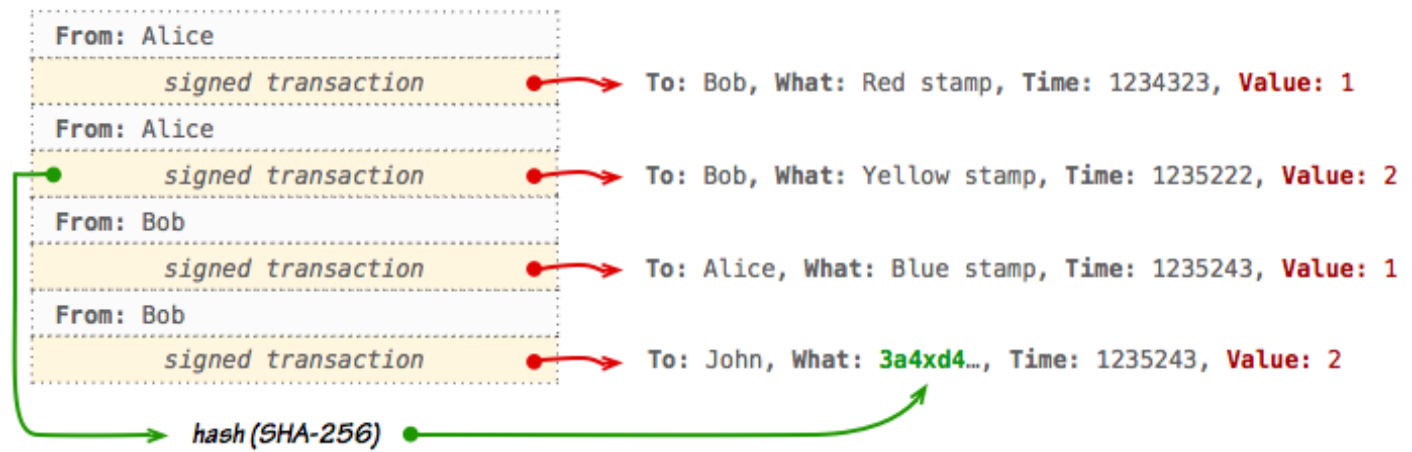 From: Alice
signed transaction To: Bob, What: Red stamp, Time: 1234323, Value: 1
From: Alice
signed transaction To: Bob, What: Yellow stamp, Time: 1235222, Value: 2
From: Bob
signed transaction To: Alice, What: Blue stamp, Time: 1235243, Value: 1
From: Bob
signed transaction To: John, What: 3a4xd4…, Time: 1235243, Value: 2
hash (SHA-256)